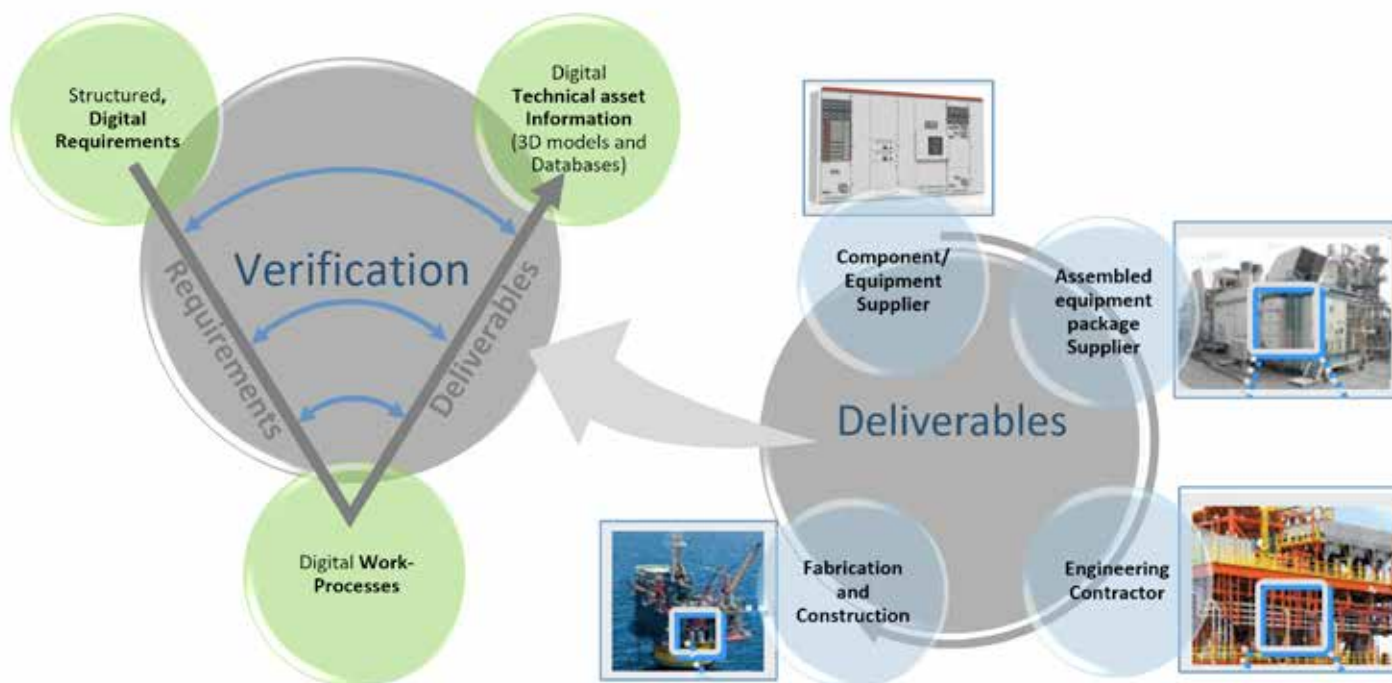 Structured,
Digital
Requirements
Digital
Technical asset
Information
(3D models and
Databases)
Verification
Requirements
Deliverables
Digital Work-
Processes
Component/
Equipment
Supplier
Assembled
equipment
package
Supplier
Deliverables
Fabrication
and
Construction
Engineering
Contractor